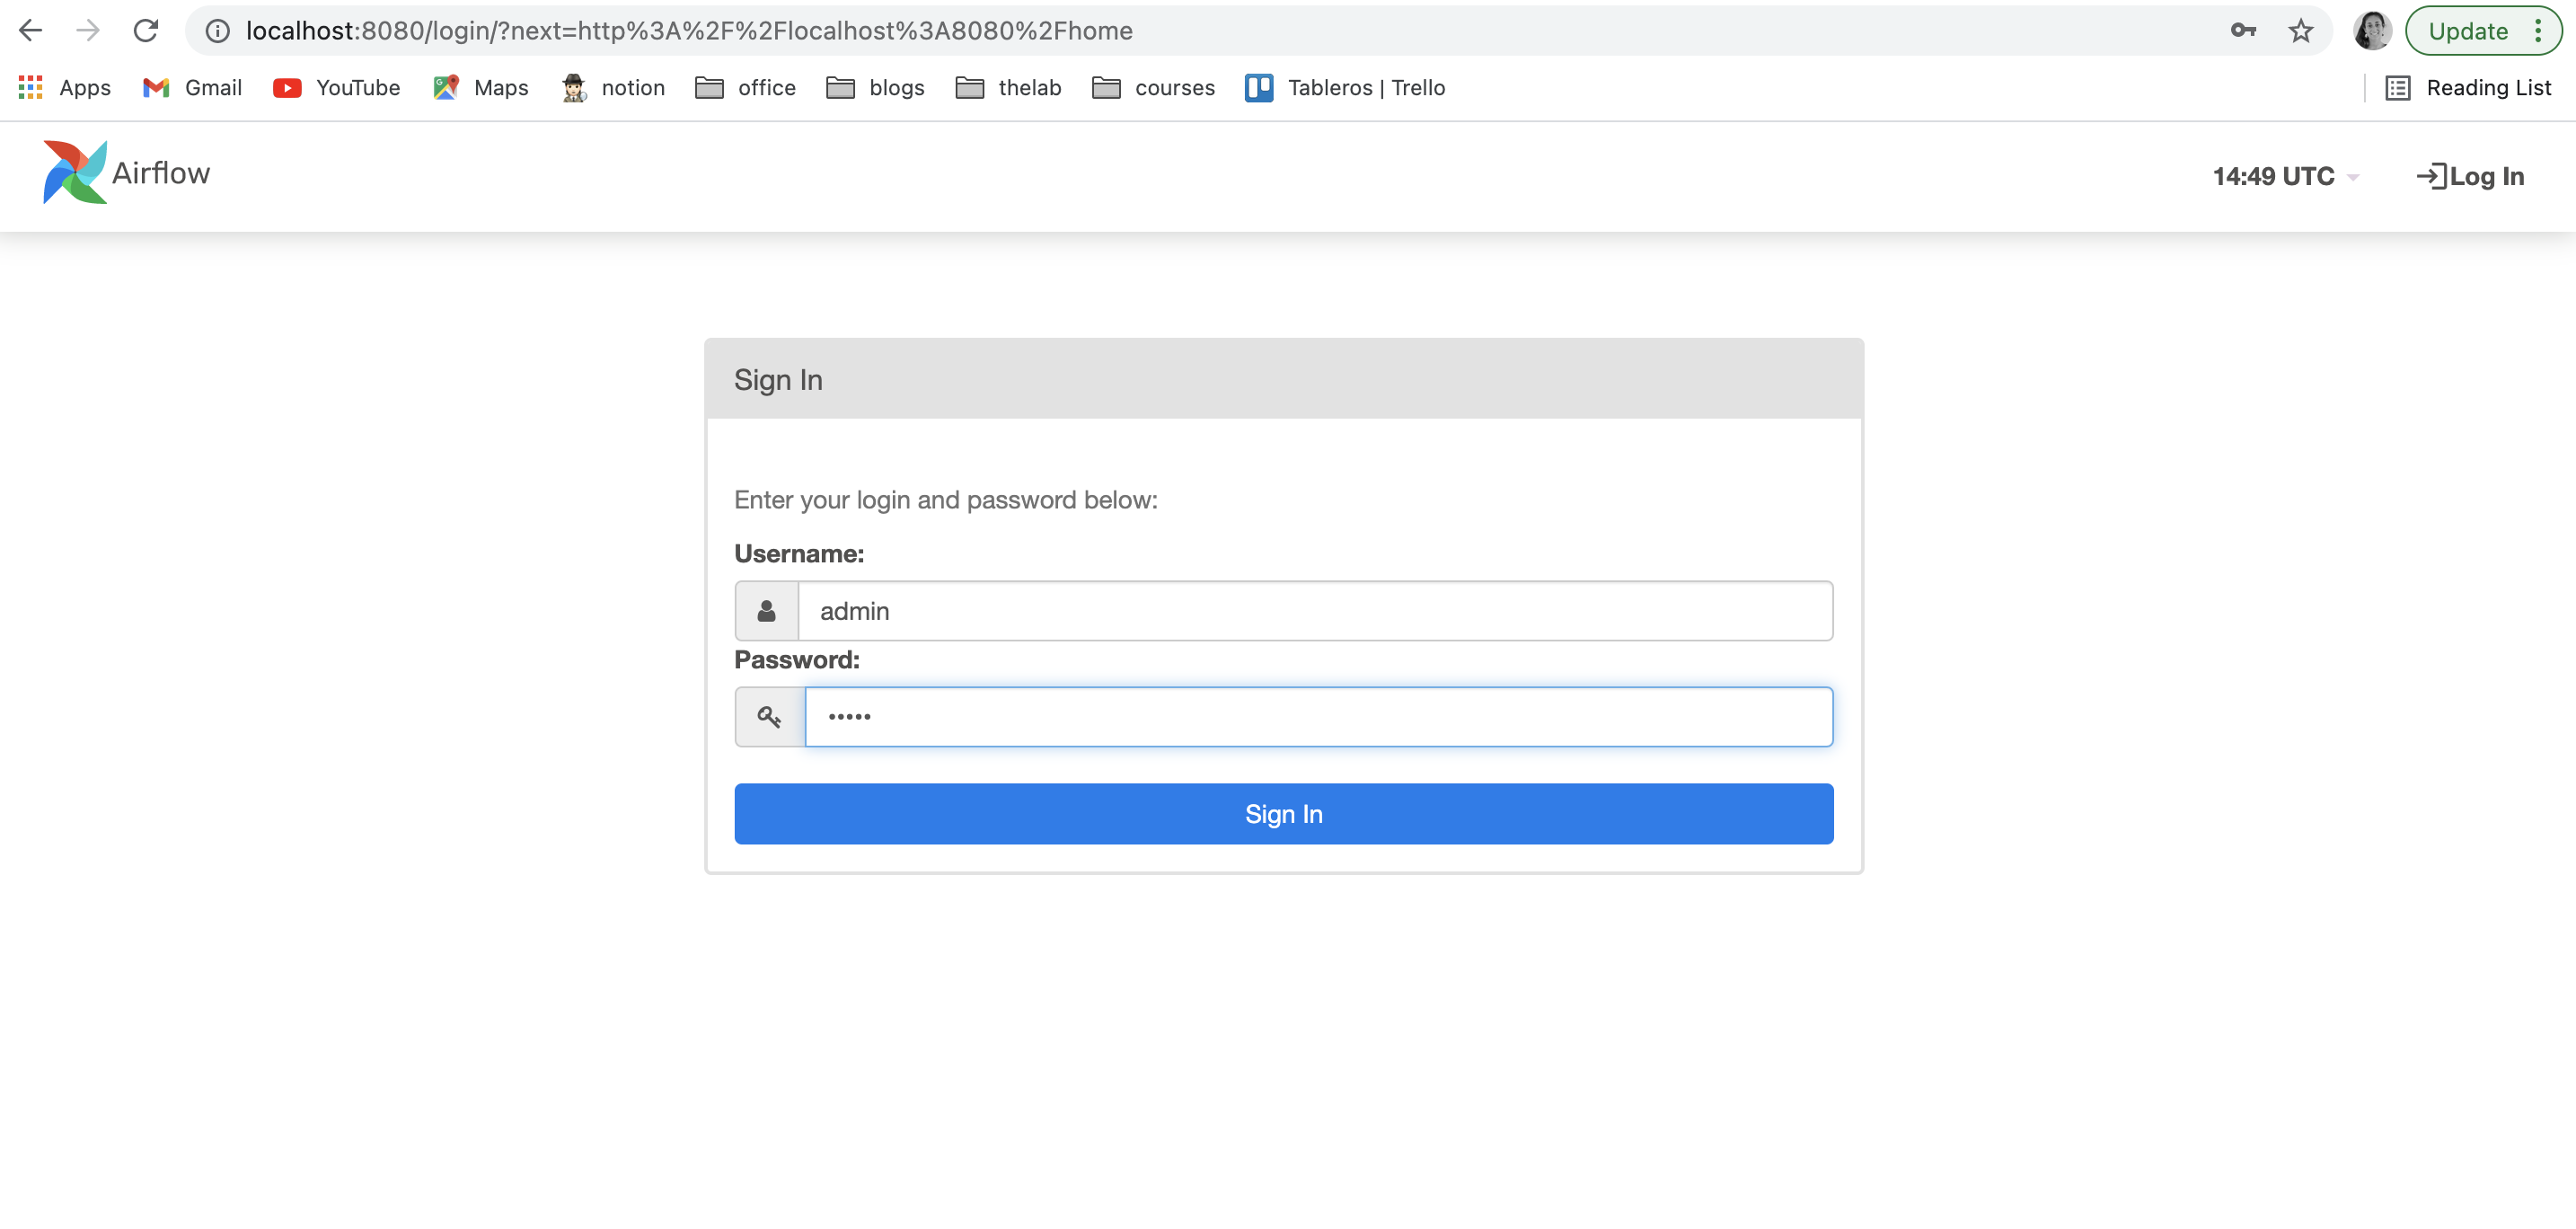 localhost:8080/login/?next=http%3A%2F%2Flocalhost%3A8080%2Fhome
Update
Apps Gmail YouTube Maps notion office blogs thelab courses Tableros | Trello Reading List
Airflow 14:49 UTC Log In
Sign In
Enter your login and password below:
Username:
admin
Password:
•••••
Sign In